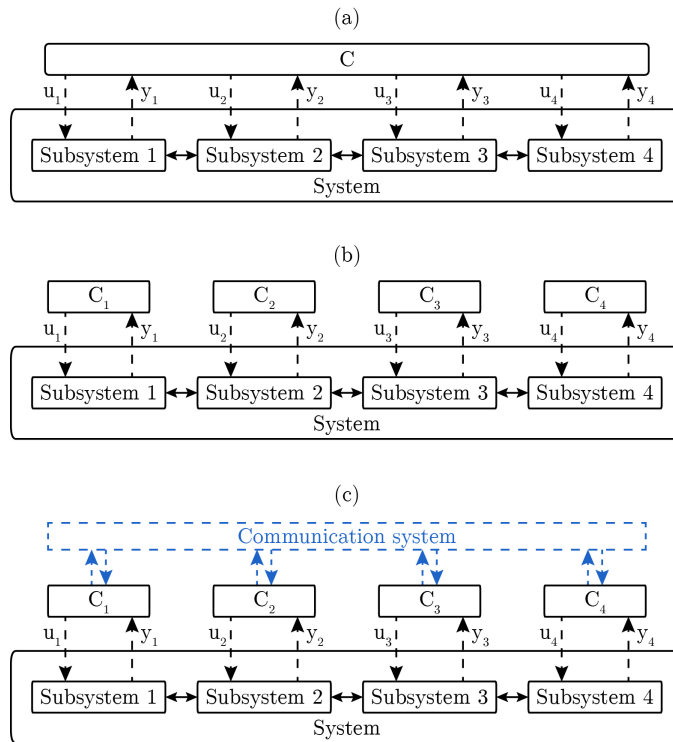 (a)
C
u₁ y₁ u₂ y₂ u₃ y₃ u₄ y₄
Subsystem 1 Subsystem 2 Subsystem 3 Subsystem 4
System
(b)
C₁ C₂ C₃ C₄
u₁ y₁ u₂ y₂ u₃ y₃ u₄ y₄
Subsystem 1 Subsystem 2 Subsystem 3 Subsystem 4
System
(c)
Communication system
C₁ C₂ C₃ C₄
u₁ y₁ u₂ y₂ u₃ y₃ u₄ y₄
Subsystem 1 Subsystem 2 Subsystem 3 Subsystem 4
System